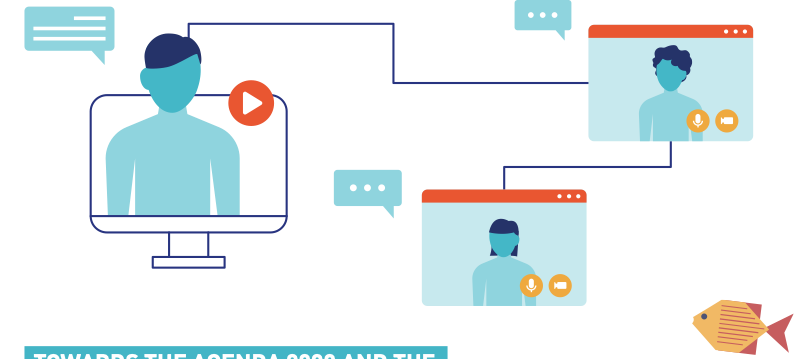 TOWARDS THE AGENDA 2030 AND THE